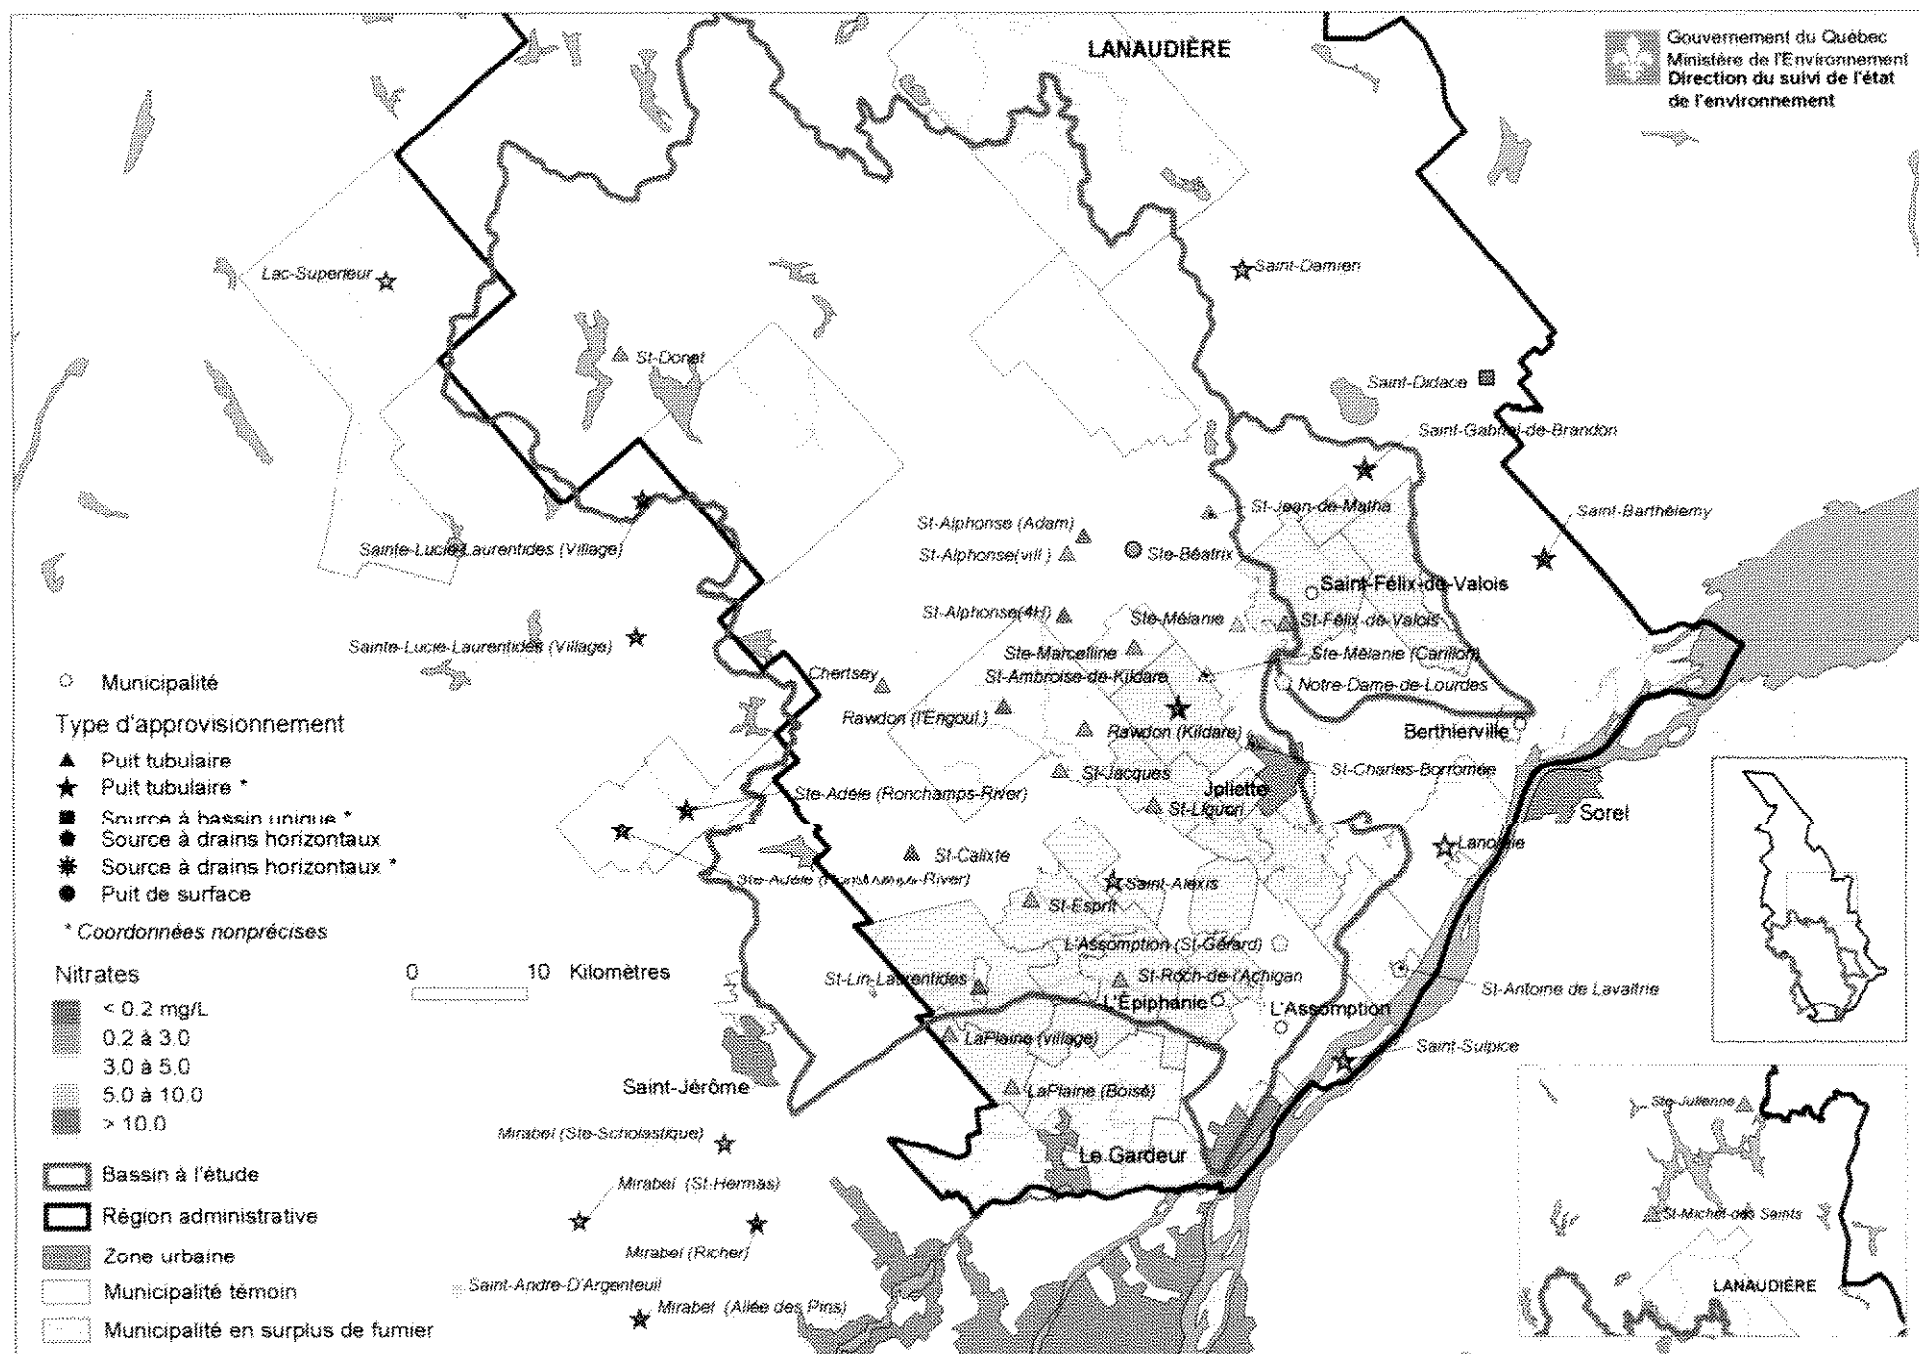 LANAUDIÈRE
Gouvernement du Québec
Ministère de l'Environnement
Direction du suivi de l'état
de l'environnement
Lac-Superieur
Saint-Damien
St-Donat
Saint-Didace
Saint-Gabriel-de-Brandon
St-Jean-de-Matha
Saint-Barthélemy
St-Alphonse (Adam)
St-Alphonse(vill )
Ste-Béatrix
Sainte-Lucie-Laurentides (Village)
Saint-Félix-de-Valois
St-Alphonse(4H)
Ste-Mélanie
St-Félix-de-Valois
Sainte-Lucie-Laurentides (Village)
Ste-Marcelline
Ste-Mélanie (Carillon)
Chertsey
St-Ambroise-de-Kildare
Notre-Dame-de-Lourdes
Rawdon (l'Engoul.)
Rawdon (Kildare)
Berthierville
St-Jacques
St-Charles-Borromée
Joliette
Ste-Adèle (Ronchamps-River)
St-Liguori
Sorel
Lanoraie
St-Calixte
Ste-Adèle
Saint-Alexis
St-Esprit
L'Assomption (St-Gérard)
St-Lin-Laurentides
St-Roch-de-l'Achigan
St-Antoine de Lavaltrie
L'Épiphanie
L'Assomption
LaPlaine (village)
Saint-Sulpice
Saint-Jérôme
LaPlaine (Boisé)
Mirabel (Ste-Scholastique)
Le Gardeur
Mirabel (St-Hermas)
Mirabel (Richer)
Saint-Andre-D'Argenteuil
Mirabel (Allée des Pins)
Municipalité
Type d'approvisionnement
Puit tubulaire
Puit tubulaire *
Source à bassin unique *
Source à drains horizontaux
Source à drains horizontaux *
Puit de surface
* Coordonnées nonprécises
Nitrates
< 0.2 mg/L
0.2 à 3.0
3.0 à 5.0
5.0 à 10.0
> 10.0
0 10 Kilomètres
Bassin à l'étude
Région administrative
Zone urbaine
Municipalité témoin
Municipalité en surplus de fumier
Ste-Julienne
St-Michel-des Saints
LANAUDIÈRE